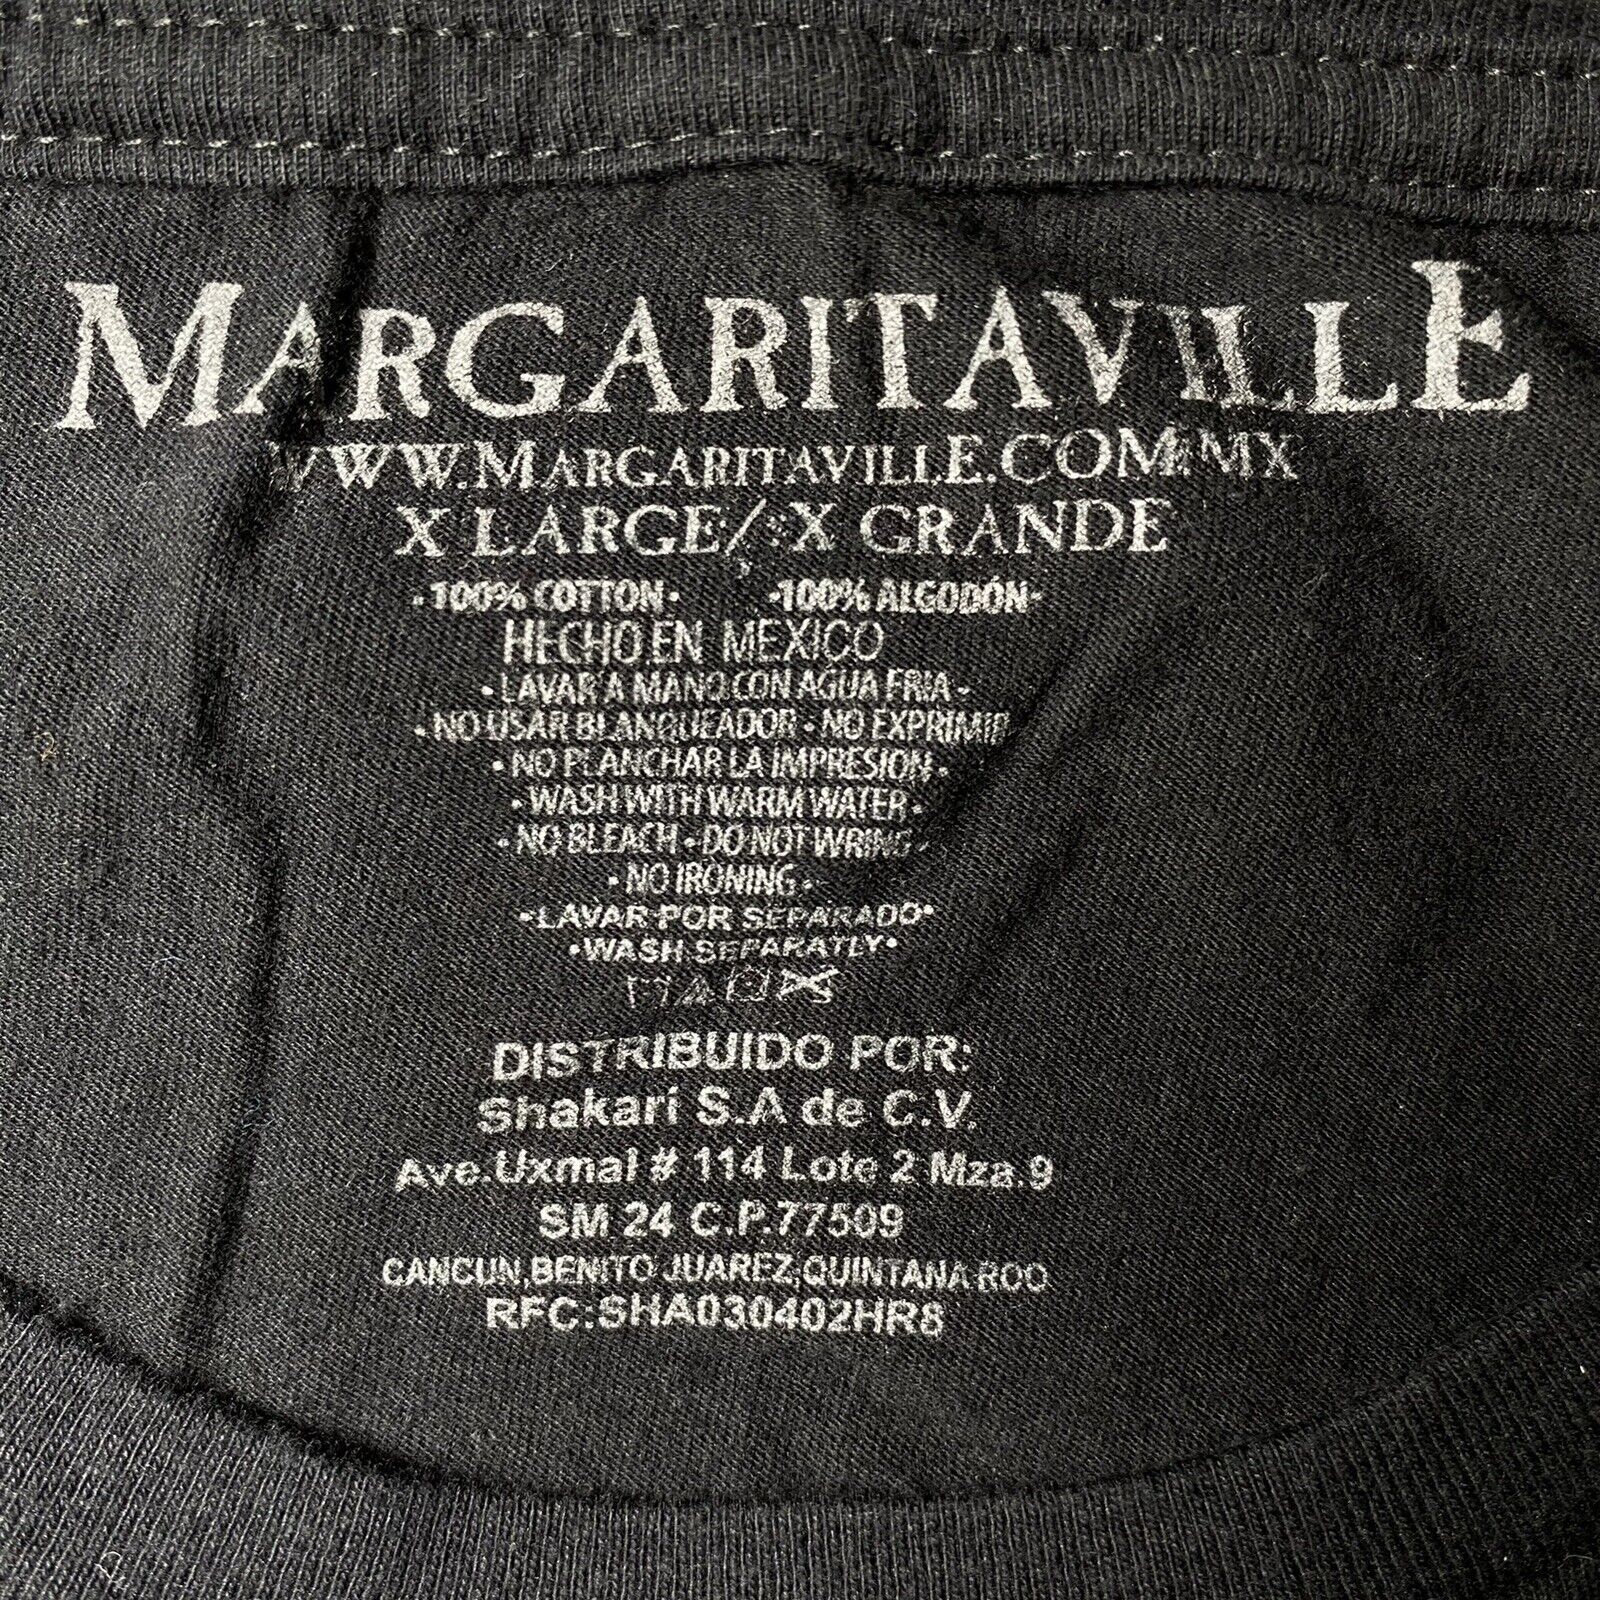 MARGARITAVILLE
WWW.MARGARITAVILLE.COM.MX
X LARGE/ X GRANDE
•100% COTTON• •100% ALGODÓN•
HECHO EN MEXICO
•LAVAR A MANO CON AGUA FRIA•
•NO USAR BLANQUEADOR•NO EXPRIMIR
•NO PLANCHAR LA IMPRESION•
•WASH WITH WARM WATER•
•NO BLEACH•DO NOT WRING•
•NO IRONING•
•LAVAR POR SEPARADO•
•WASH SEPARATLY•
DISTRIBUIDO POR:
Shakari S.A de C.V.
Ave.Uxmal # 114 Lote 2 Mza.9
SM 24 C.P.77509
CANCUN,BENITO JUAREZ,QUINTANA ROO
RFC:SHA030402HR8